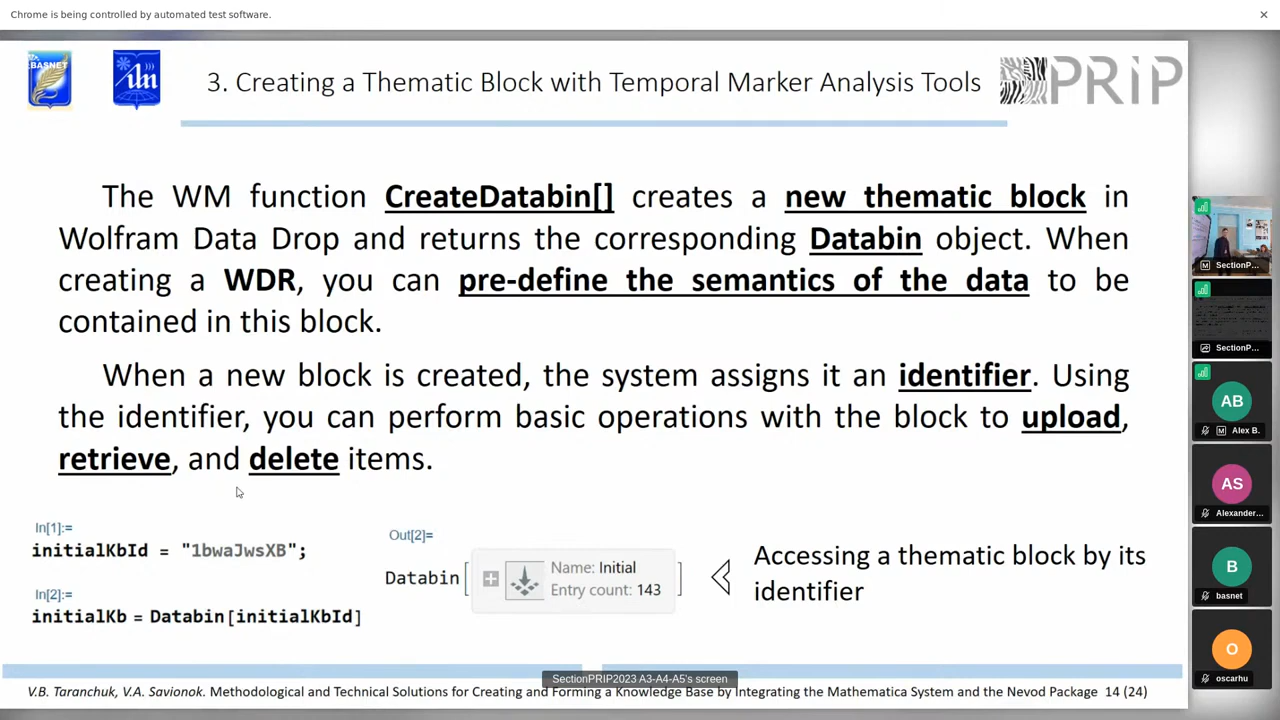 Chrome is being controlled by automated test software.
BASNET
3. Creating a Thematic Block with Temporal Marker Analysis Tools
PRIP
The WM function CreateDatabin[] creates a new thematic block in
Wolfram Data Drop and returns the corresponding Databin object. When
creating a WDR, you can pre-define the semantics of the data to be
contained in this block.
When a new block is created, the system assigns it an identifier. Using
the identifier, you can perform basic operations with the block to upload,
retrieve, and delete items.
In[1]:=
initialKbId = "1bwaJwsXB";
In[2]:=
initialKb = Databin[initialKbId]
Out[2]=
Databin[
Name: Initial
Entry count: 143
]
Accessing a thematic block by its
identifier
SectionPRIP2023 A3-A4-A5's screen
V.B. Taranchuk, V.A. Savionok. Methodological and Technical Solutions for Creating and Forming a Knowledge Base by Integrating the Mathematica System and the Nevod Package 14 (24)
M SectionP...
SectionP...
AB
M Alex B.
AS
Alexander...
B
basnet
O
oscarhu